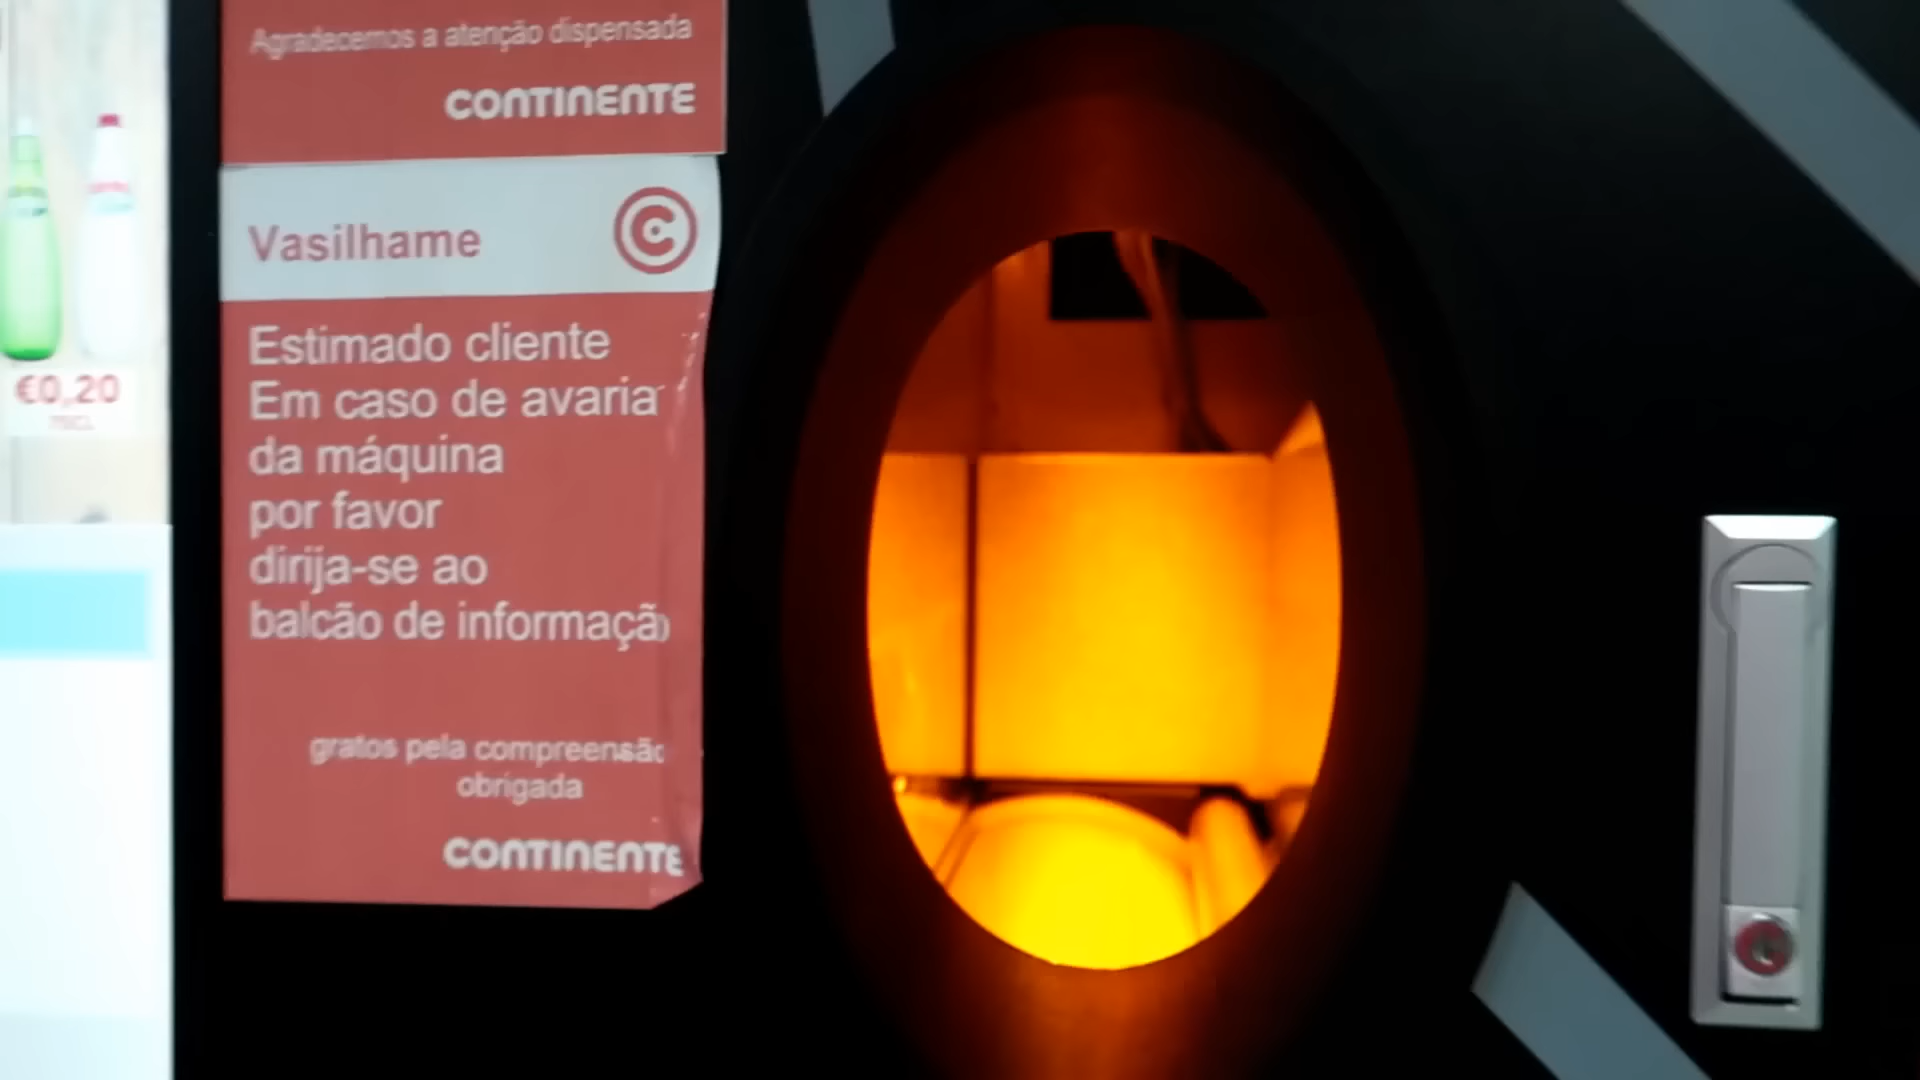 Agradecemos a atenção dispensada
CONTINENTE
Vasilhame
Estimado cliente
Em caso de avaria
da máquina
por favor
dirija-se ao
balcão de informação
gratos pela compreensão
obrigada
CONTINENTE
€0,20